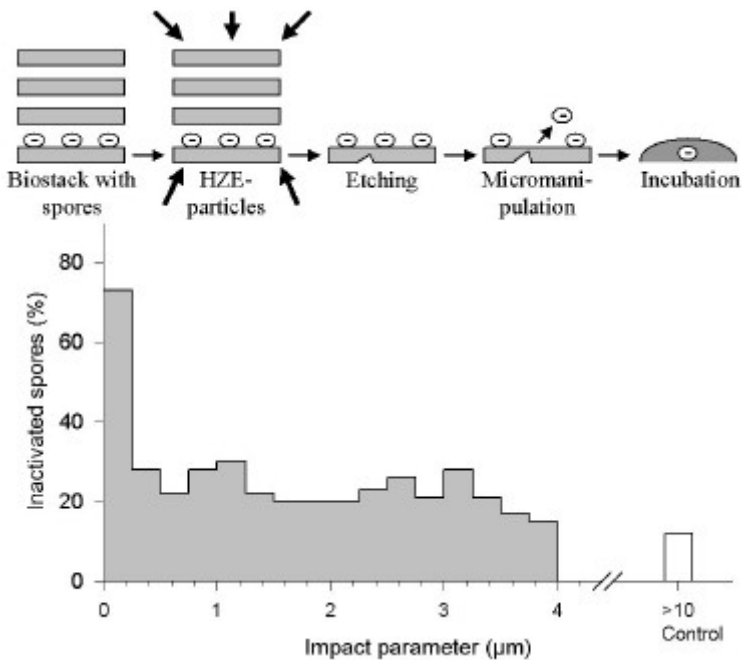 Biostack with
spores
HZE-
particles
Etching
Micromani-
pulation
Incubation
Inactivated spores (%)
80
60
40
20
0
0 1 2 3 4 >10
Control
Impact parameter (μm)